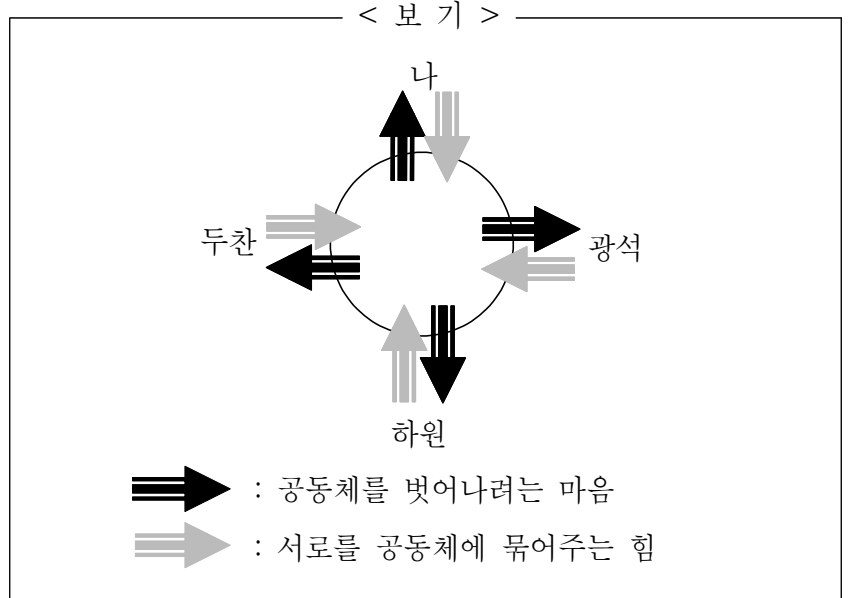 < 보 기 >
나
두찬
광석
하원
: 공동체를 벗어나려는 마음
: 서로를 공동체에 묶어주는 힘